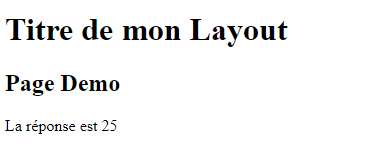 Titre de mon Layout
Page Demo
La réponse est 25